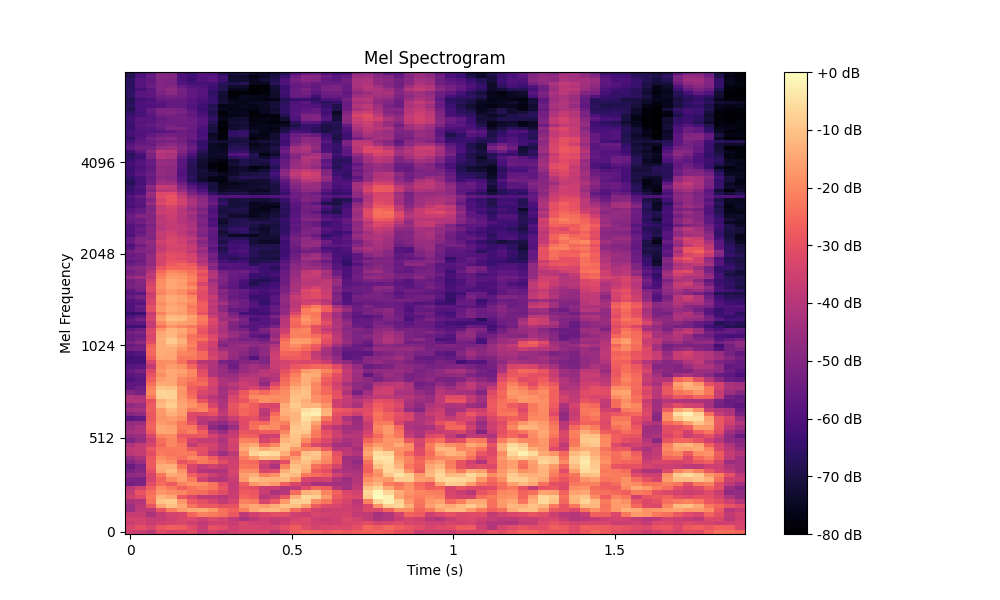 Mel Spectrogram
+0 dB
-10 dB
-20 dB
-30 dB
-40 dB
-50 dB
-60 dB
-70 dB
-80 dB
4096
2048
1024
512
0
Mel Frequency
0 0.5 1 1.5
Time (s)